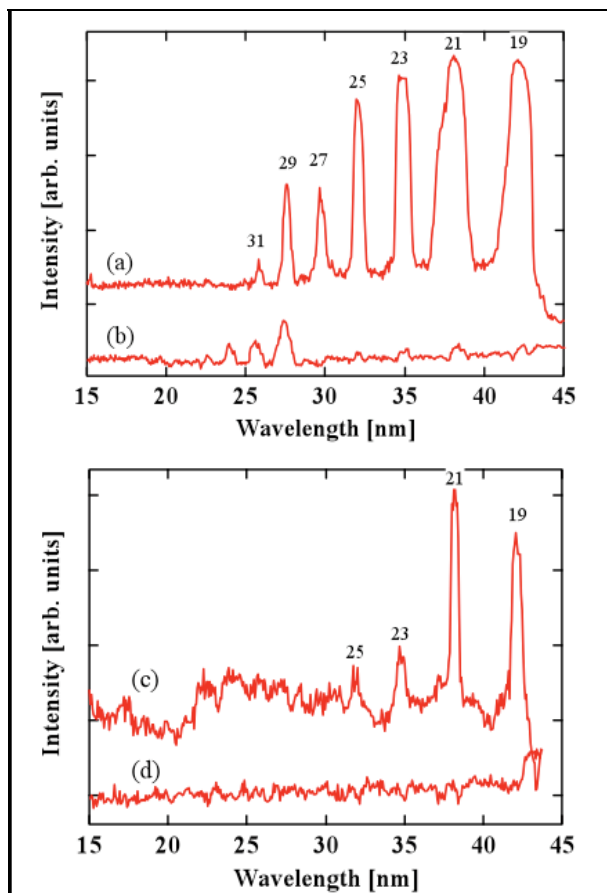 Intensity [arb. units]
31 29 27 25 23 21 19
(a)
(b)
15 20 25 30 35 40 45
Wavelength [nm]
Intensity [arb. units]
25 23 21 19
(c)
(d)
15 20 25 30 35 40 45
Wavelength [nm]